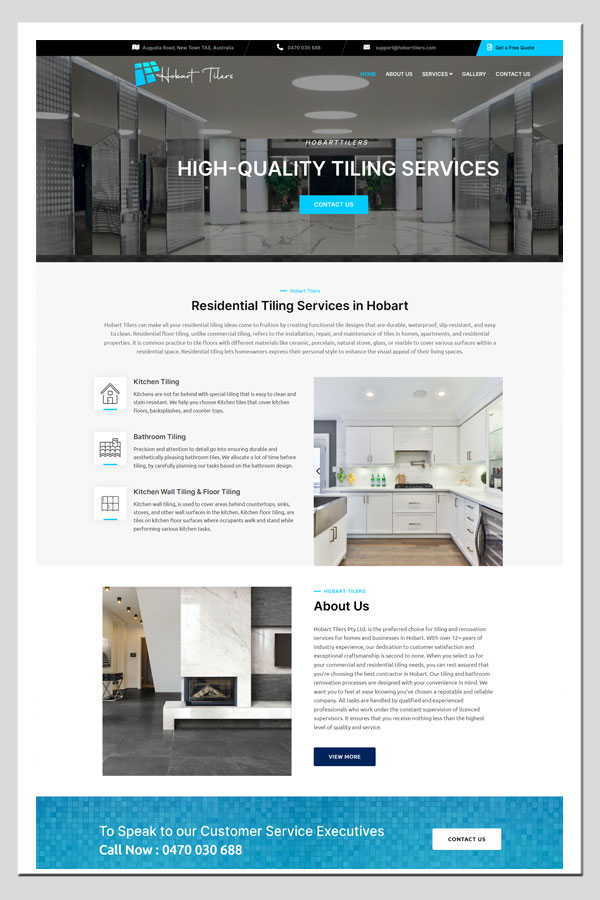 Augusta Road, New Town TAS, Australia
0470 030 688
support@hobarttilers.com
Get a Free Quote
Hobart Tilers
HOME
ABOUT US
SERVICES
GALLERY
CONTACT US
HOBARTTILERS
HIGH-QUALITY TILING SERVICES
CONTACT US
Hobart Tilers
Residential Tiling Services in Hobart
Hobart Tilers can make all your residential tiling ideas come to fruition by creating functional tile designs that are durable, waterproof, slip-resistant, and easy
to clean. Residential floor tiling, unlike commercial tiling, refers to the installation, repair, and maintenance of tiles in homes, apartments, and residential
properties. It is common practice to tile floors with different materials like ceramic, porcelain, natural stone, glass, or marble to cover various surfaces within a
residential space. Residential tiling lets homeowners express their personal style to enhance the visual appeal of their living spaces.
Kitchen Tiling
Kitchens are not far behind with special tiling that is easy to clean and
stain-resistant. We help you choose Kitchen tiles that cover kitchen
floors, backsplashes, and counter tops.
Bathroom Tiling
Precision and attention to detail go into ensuring durable and
aesthetically pleasing bathroom tiles. We allocate a lot of time before
tiling, by carefully planning our tasks based on the bathroom design.
Kitchen Wall Tiling & Floor Tiling
Kitchen wall tiling, is used to cover areas behind countertops, sinks,
stoves, and other wall surfaces in the kitchen. Kitchen floor tiling, are
tiles on kitchen floor surfaces where occupants walk and stand while
performing various kitchen tasks.
HOBART TILERS
About Us
Hobart Tilers Pty Ltd. is the preferred choice for tiling and renovation
services for homes and businesses in Hobart. With over 12+ years of
industry experience, our dedication to customer satisfaction and
exceptional craftsmanship is second to none. When you select us for
your commercial and residential tiling needs, you can rest assured that
you're choosing the best contractor in Hobart. Our tiling and bathroom
renovation processes are designed with your convenience in mind. We
want you to feel at ease knowing you've chosen a reputable and reliable
company. All tasks are handled by qualified and experienced
professionals who work under the constant supervision of licenced
supervisors. It ensures that you receive nothing less than the highest
level of quality and service.
VIEW MORE
To Speak to our Customer Service Executives
Call Now : 0470 030 688
CONTACT US